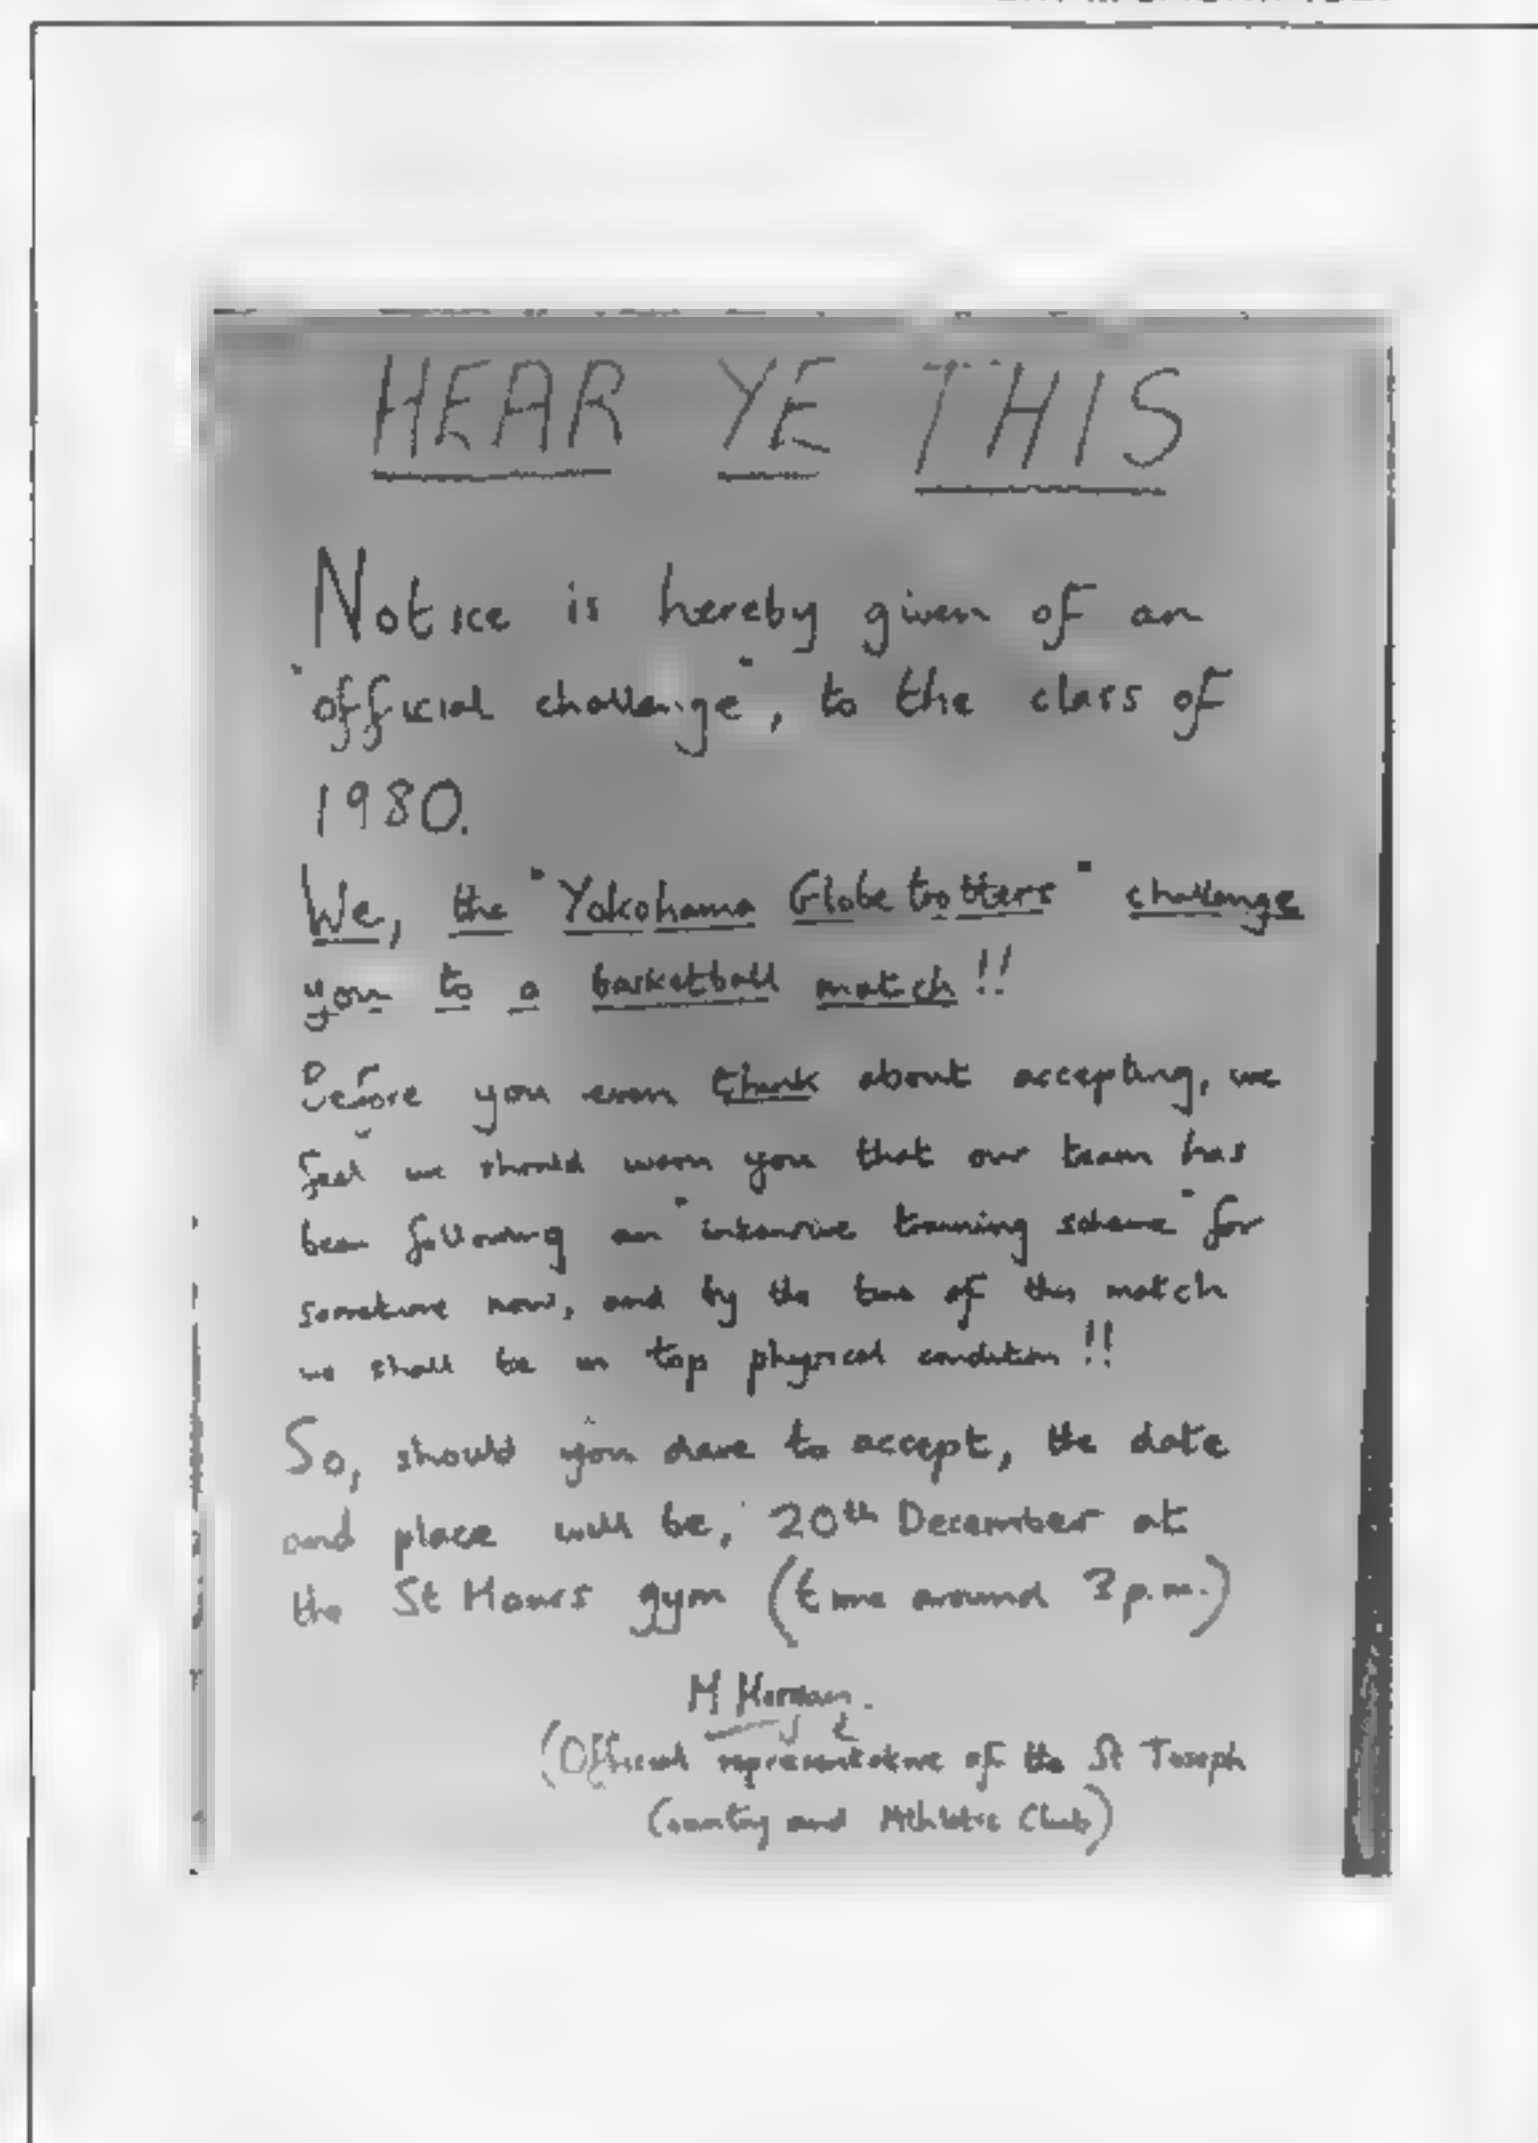 HEAR YE THIS
Notice is hereby given of an
"official challenge", to the class of
1980.
We, the "Yokohama Globetrotters" challenge
you to a basketball match!!
Before you even think about accepting, we
feel we should warn you that our team has
been following an "intensive training scheme" for
sometime now, and by the time of this match
we shall be in top physical condition!!
So, should you dare to accept, the date
and place will be, 20th December at
the St Maurs gym (time around 3 p.m.)
M Morgan.
(Official representative of the St Joseph
Country and Athletic Club)